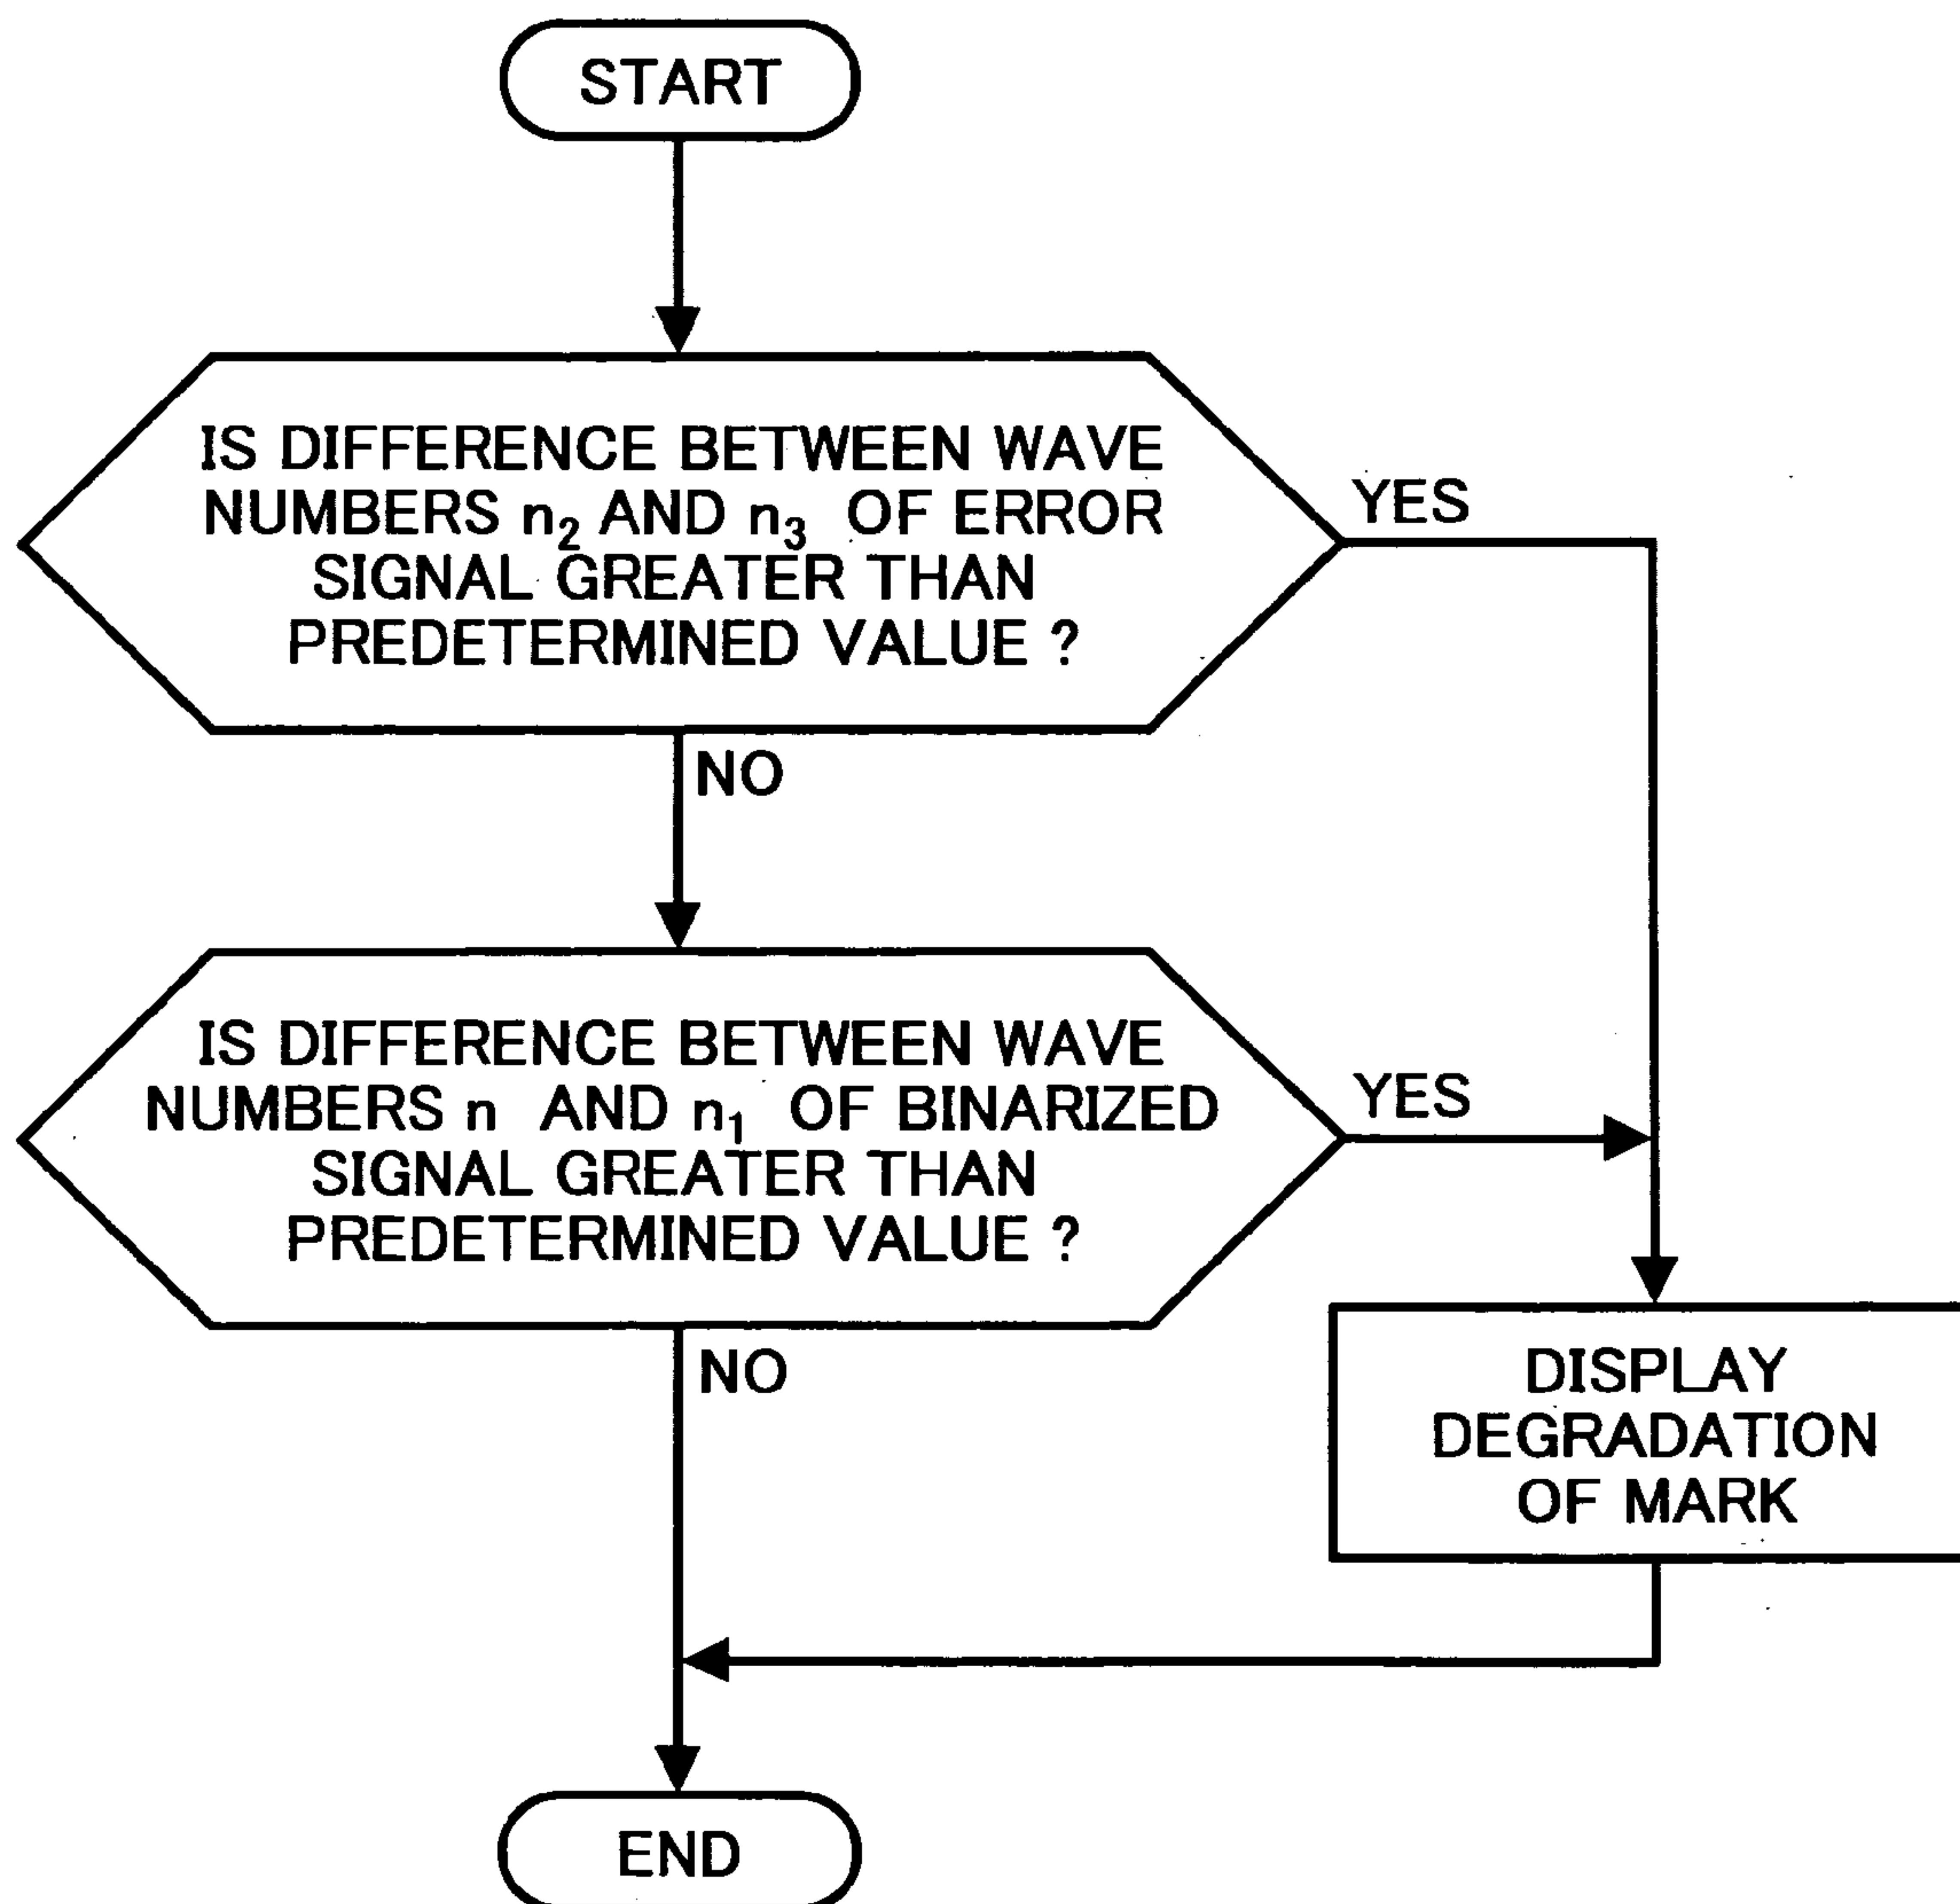 START
IS DIFFERENCE BETWEEN WAVE
NUMBERS n₂ AND n₃ OF ERROR
SIGNAL GREATER THAN
PREDETERMINED VALUE ?
YES
NO
IS DIFFERENCE BETWEEN WAVE
NUMBERS n AND n₁ OF BINARIZED
SIGNAL GREATER THAN
PREDETERMINED VALUE ?
YES
NO
DISPLAY
DEGRADATION
OF MARK
END